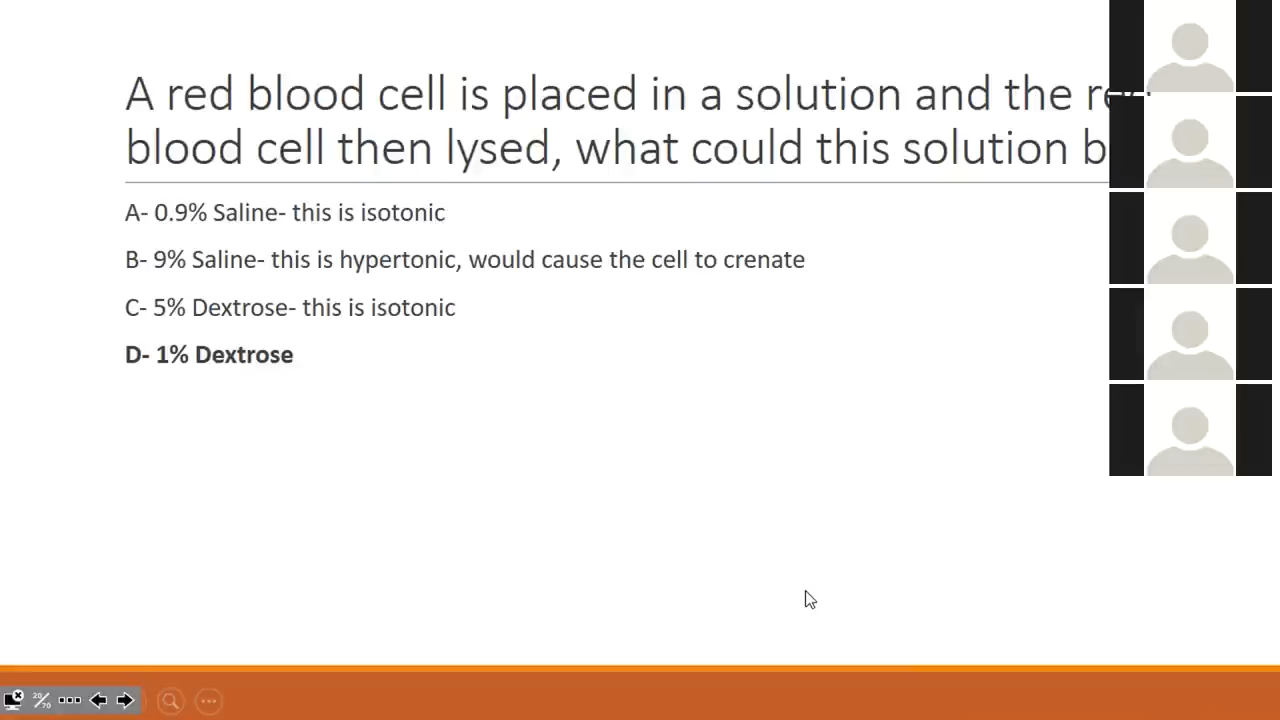 A red blood cell is placed in a solution and the
blood cell then lysed, what could this solution
A- 0.9% Saline- this is isotonic
B- 9% Saline- this is hypertonic, would cause the cell to crenate
C- 5% Dextrose- this is isotonic
D- 1% Dextrose
20/70